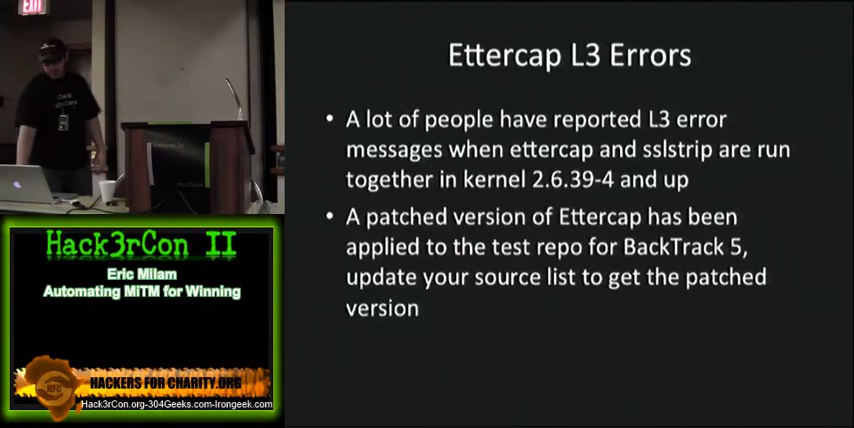 EXIT
Welcome To
Hack3rCon II
Eric Milam
Automating MiTM for Winning
HFC
HACKERS FOR CHARITY.ORG
Hack3rCon.org-304Geeks.com-Irongeek.com
Ettercap L3 Errors
• A lot of people have reported L3 error
messages when ettercap and sslstrip are run
together in kernel 2.6.39-4 and up
• A patched version of Ettercap has been
applied to the test repo for BackTrack 5,
update your source list to get the patched
version